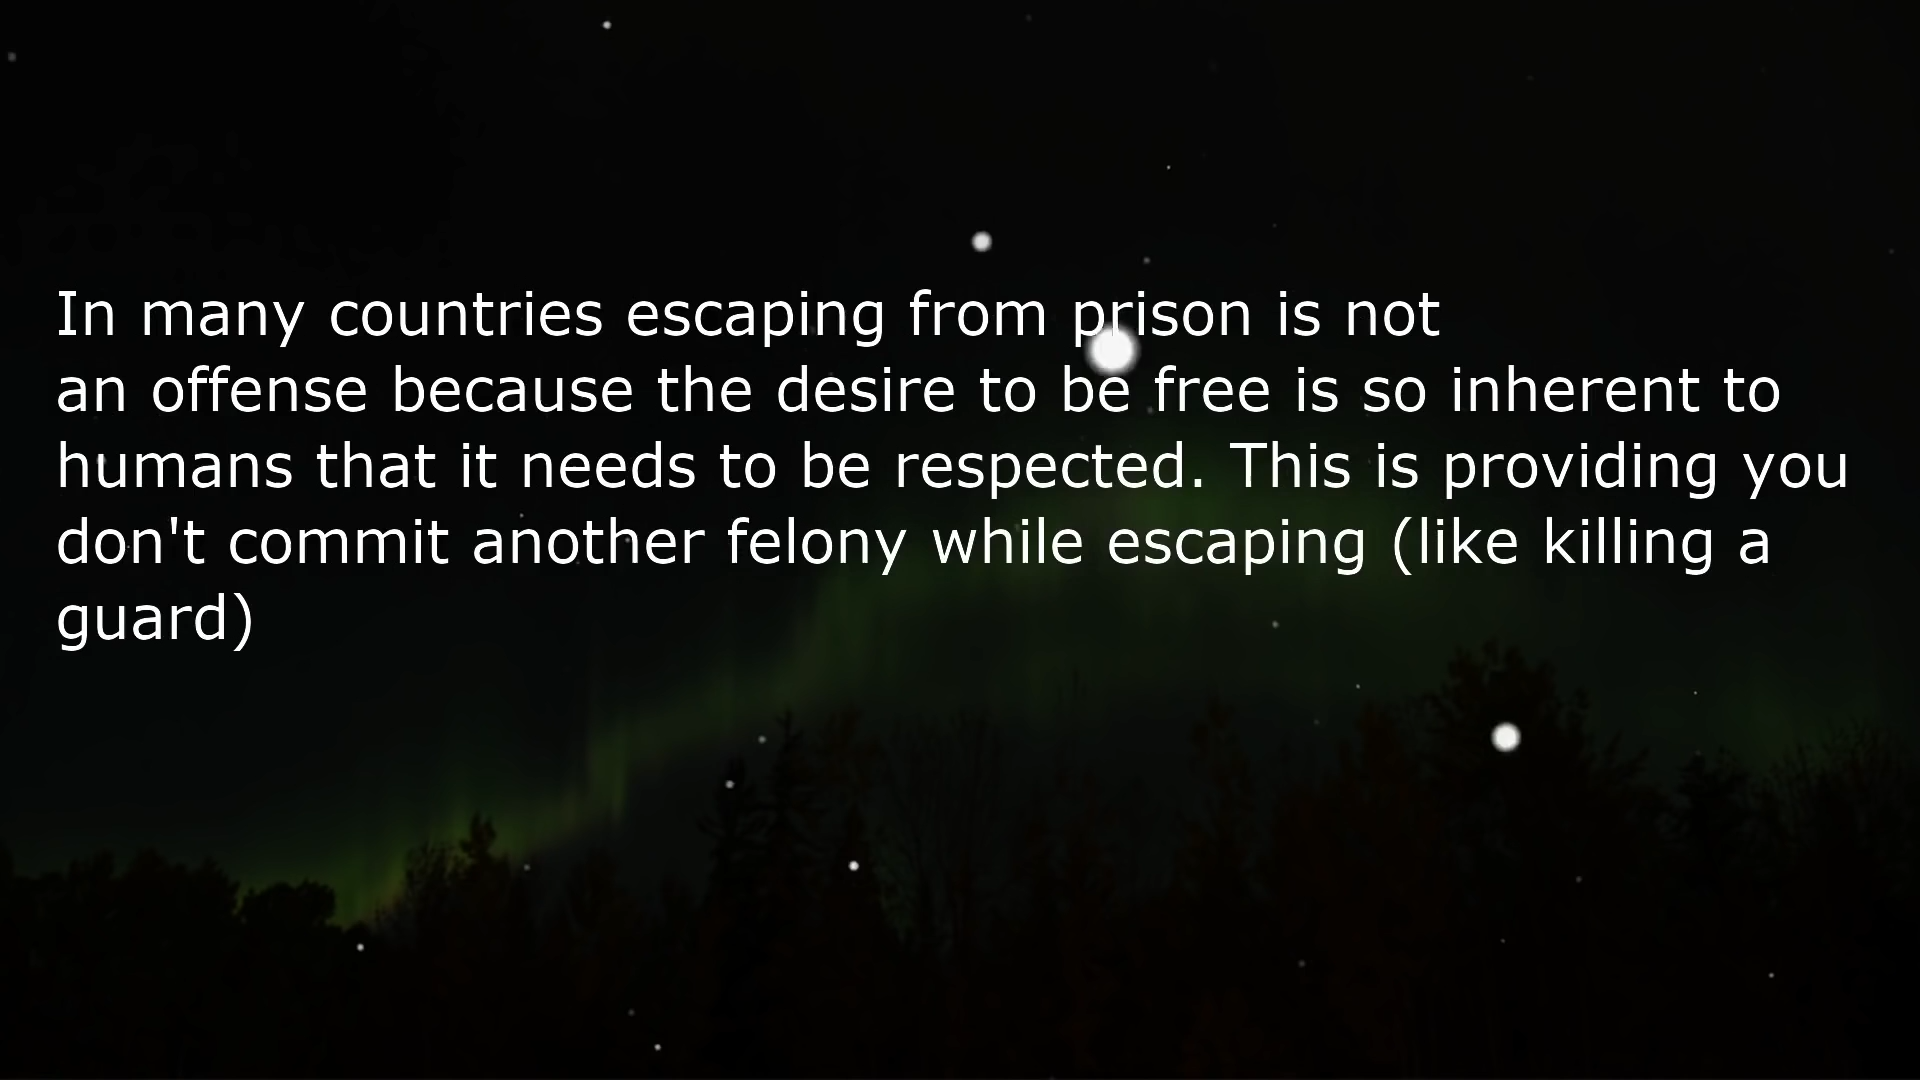 In many countries escaping from prison is not
an offense because the desire to be free is so inherent to
humans that it needs to be respected. This is providing you
don't commit another felony while escaping (like killing a
guard)